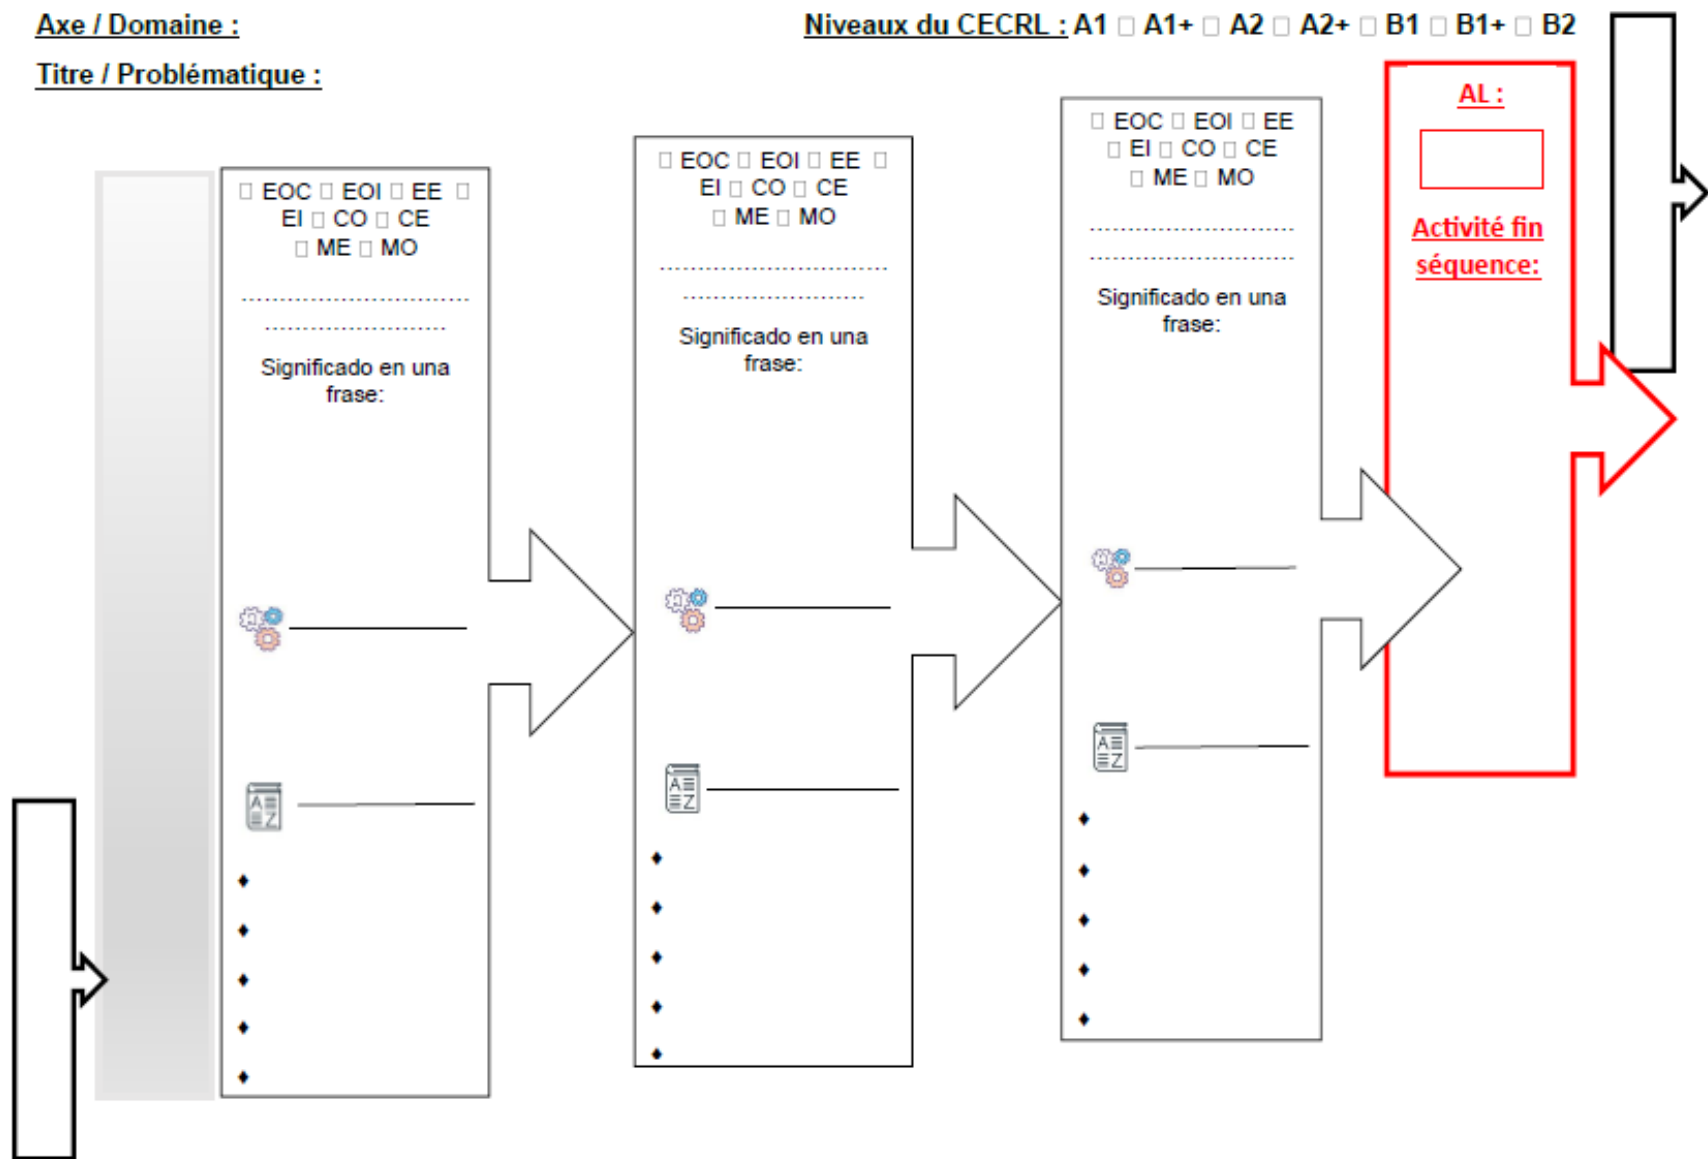 Axe / Domaine :
Niveaux du CECRL : A1 □ A1+ □ A2 □ A2+ □ B1 □ B1+ □ B2
Titre / Problématique :
□ EOC □ EOI □ EE □
EI □ CO □ CE
□ ME □ MO
..............................
........................
Significado en una
frase:
A
Z
□ EOC □ EOI □ EE □
EI □ CO □ CE
□ ME □ MO
..............................
........................
Significado en una
frase:
A
Z
□ EOC □ EOI □ EE
□ EI □ CO □ CE
□ ME □ MO
...........................
...........................
Significado en una
frase:
A
Z
AL :
Activité fin
séquence: